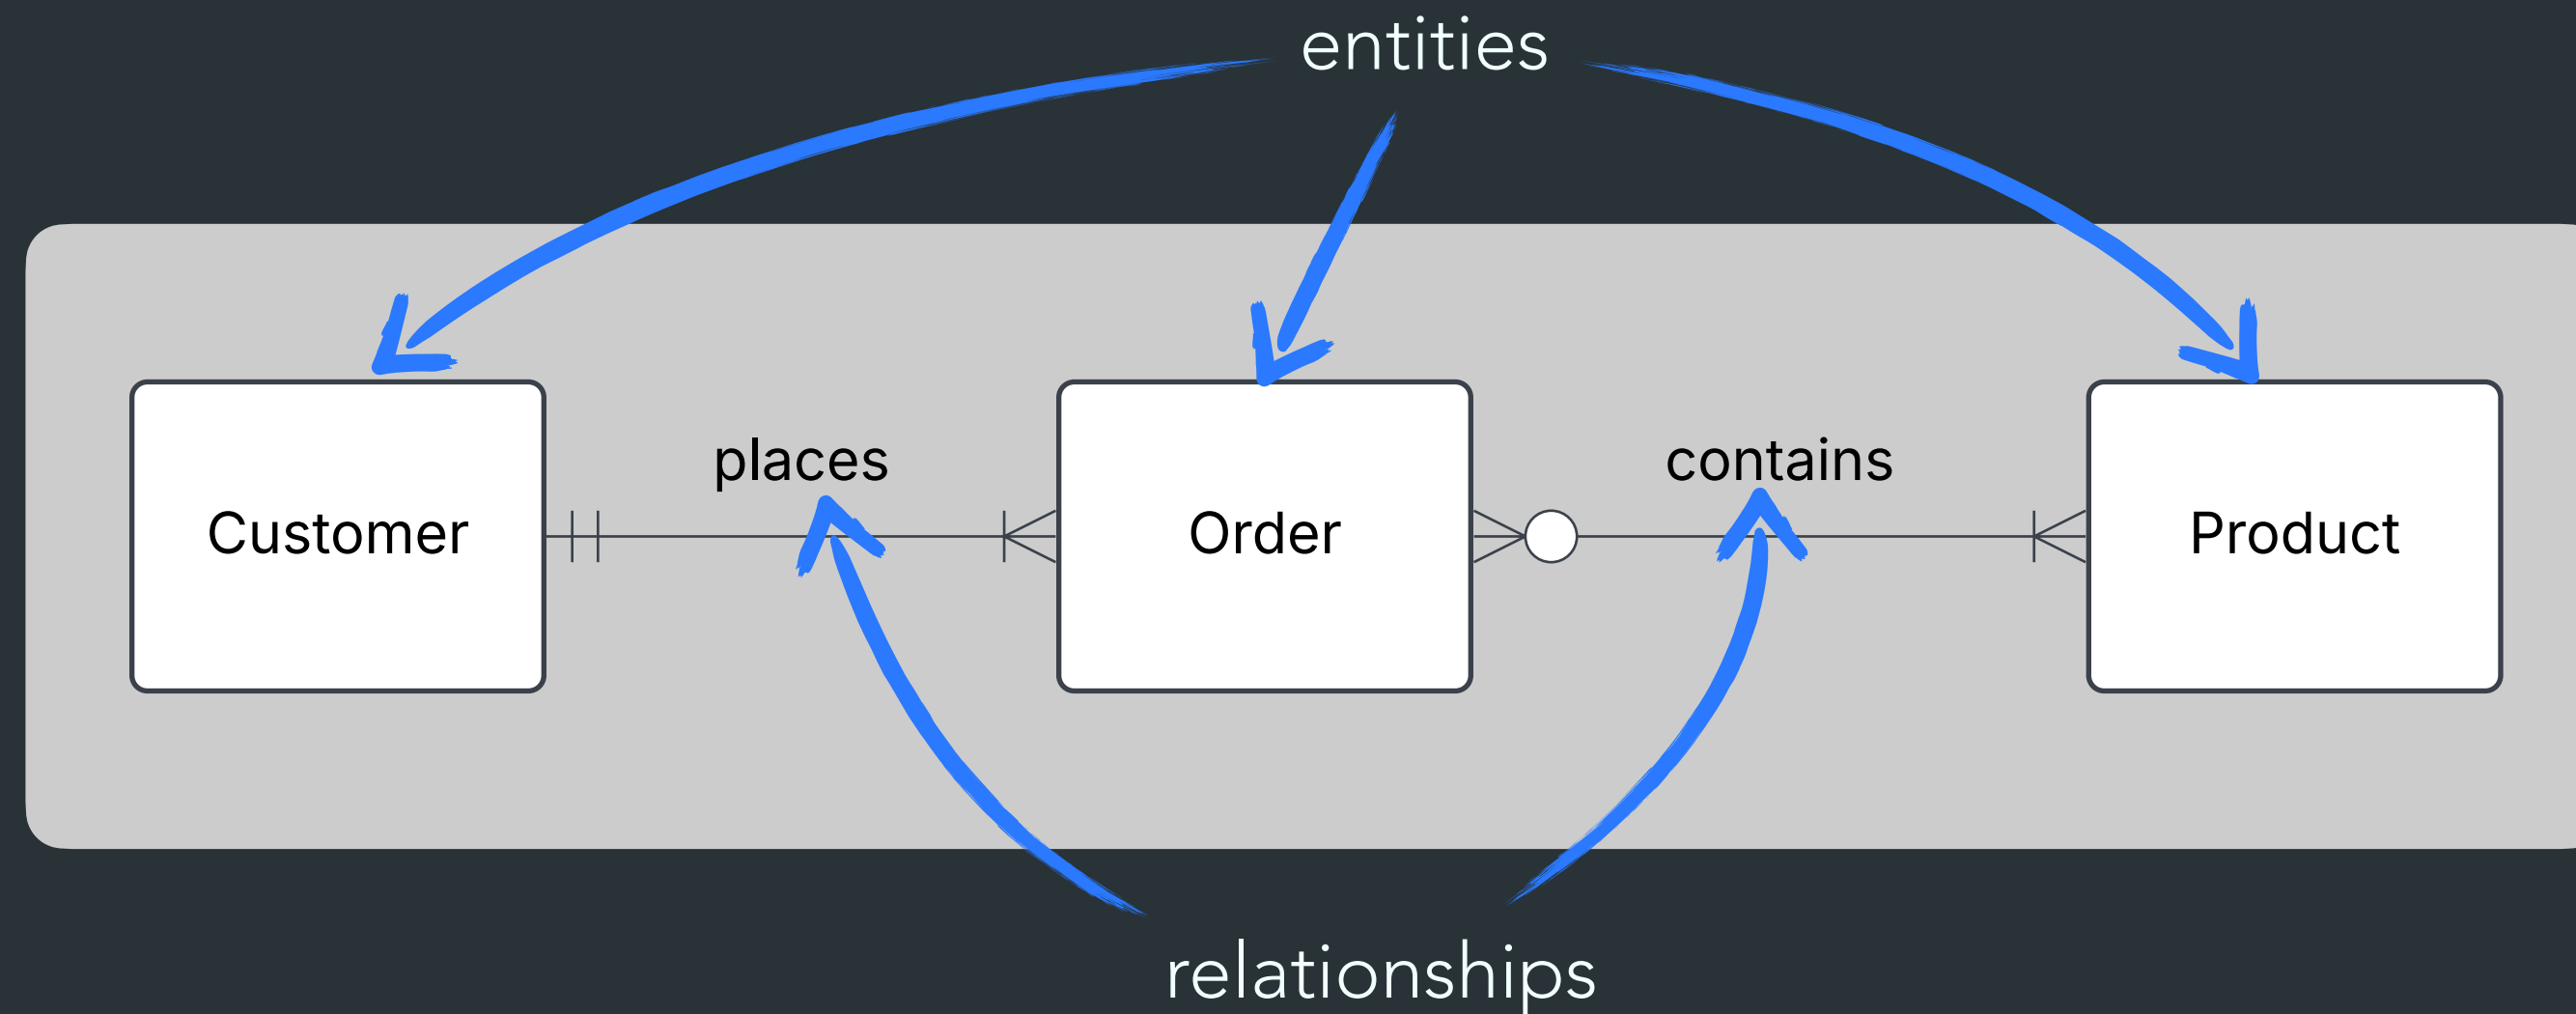 entities
places
contains
Customer
Order
Product
relationships